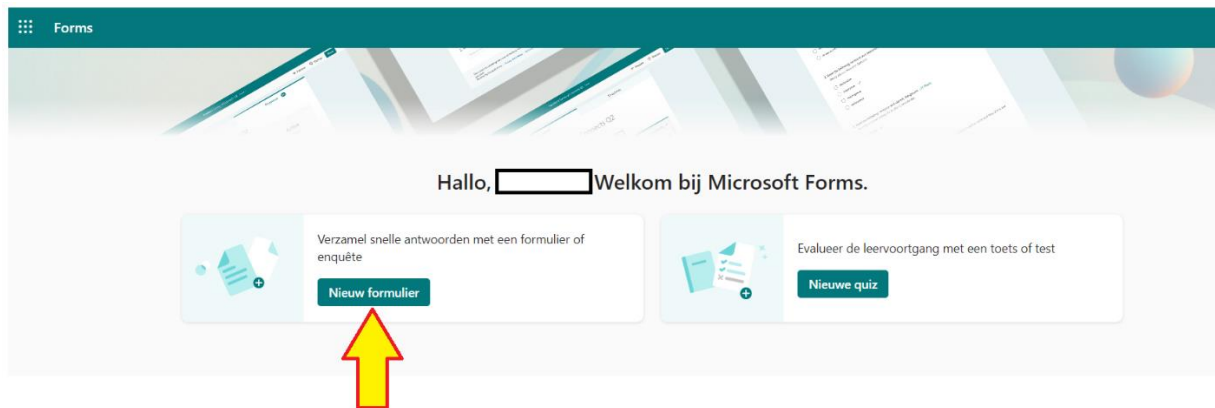 Forms
Hallo, Welkom bij Microsoft Forms.
Verzamel snelle antwoorden met een formulier of
enquête
Nieuw formulier
Evalueer de leervoortgang met een toets of test
Nieuwe quiz